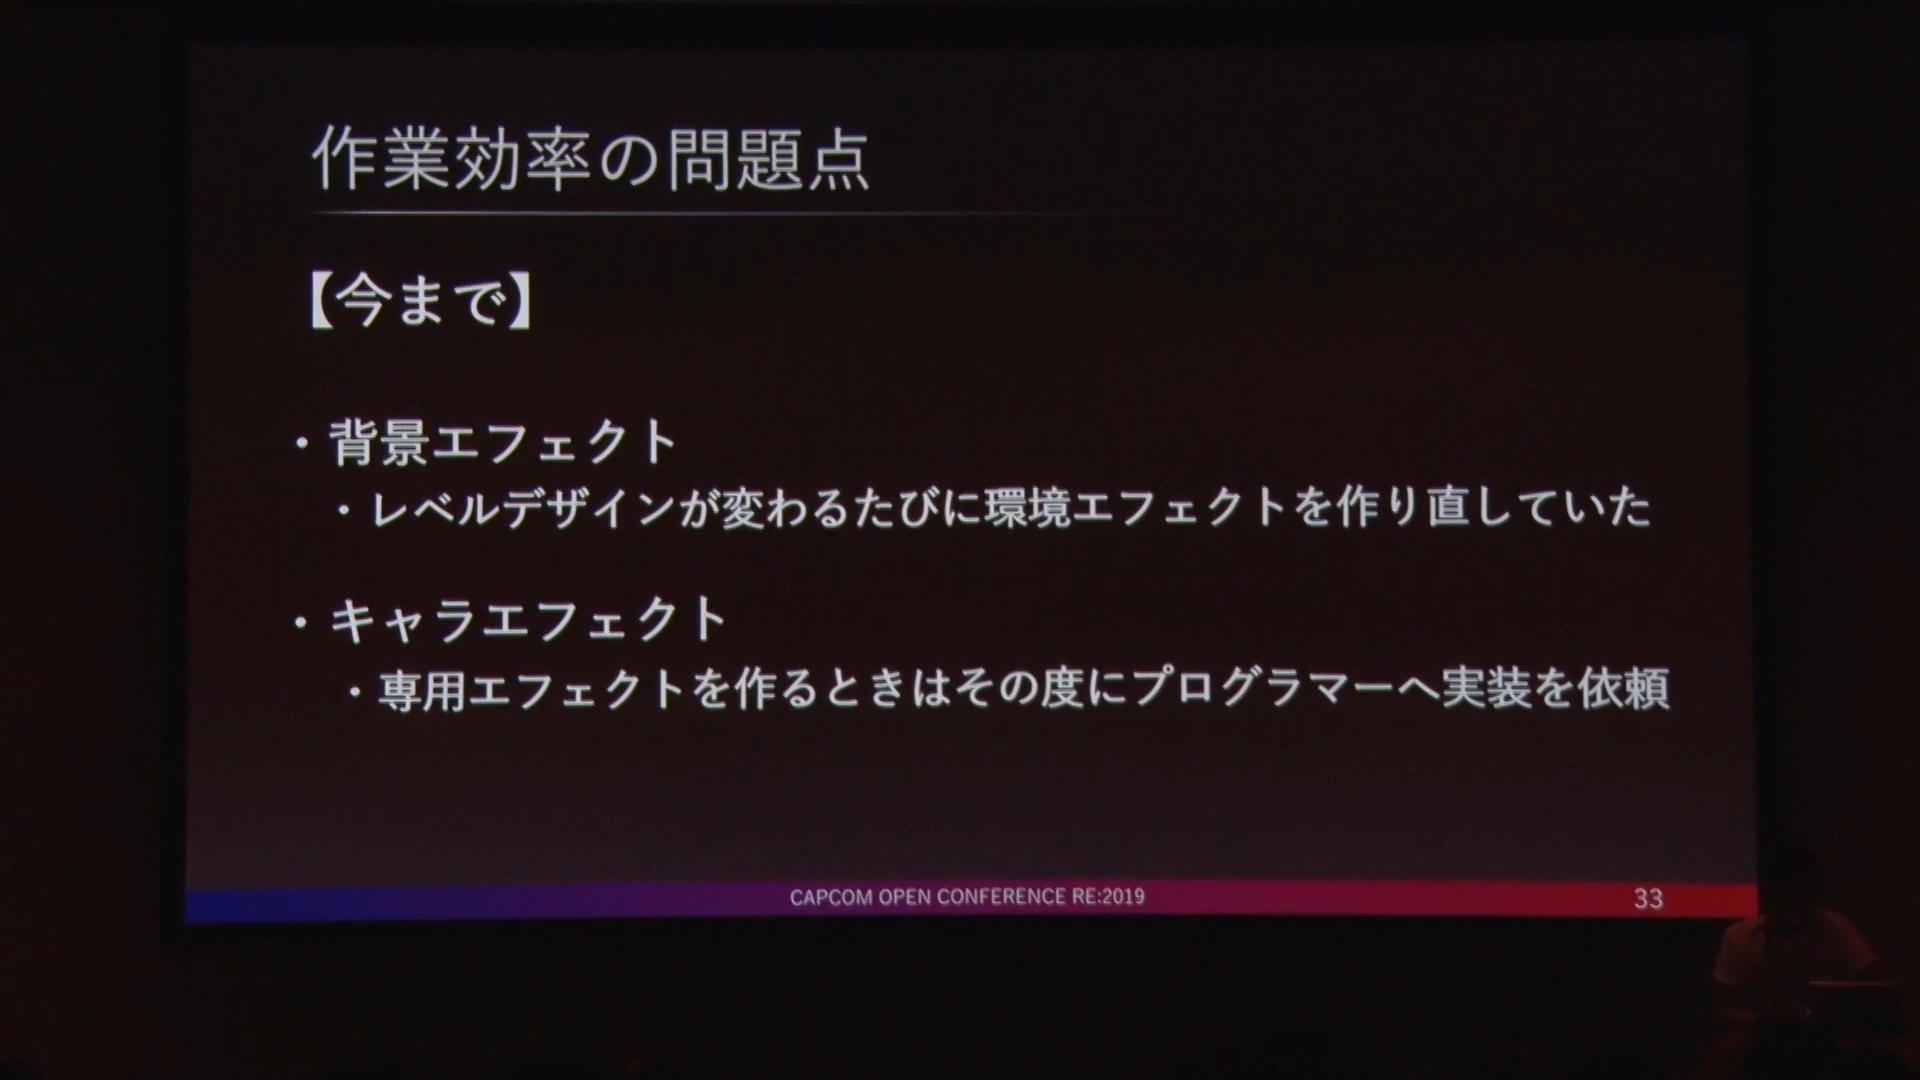 作業効率の問題点
【今まで】
・背景エフェクト
・レベルデザインが変わるたびに環境エフェクトを作り直していた
・キャラエフェクト
・専用エフェクトを作るときはその度にプログラマーへ実装を依頼
CAPCOM OPEN CONFERENCE RE:2019
33